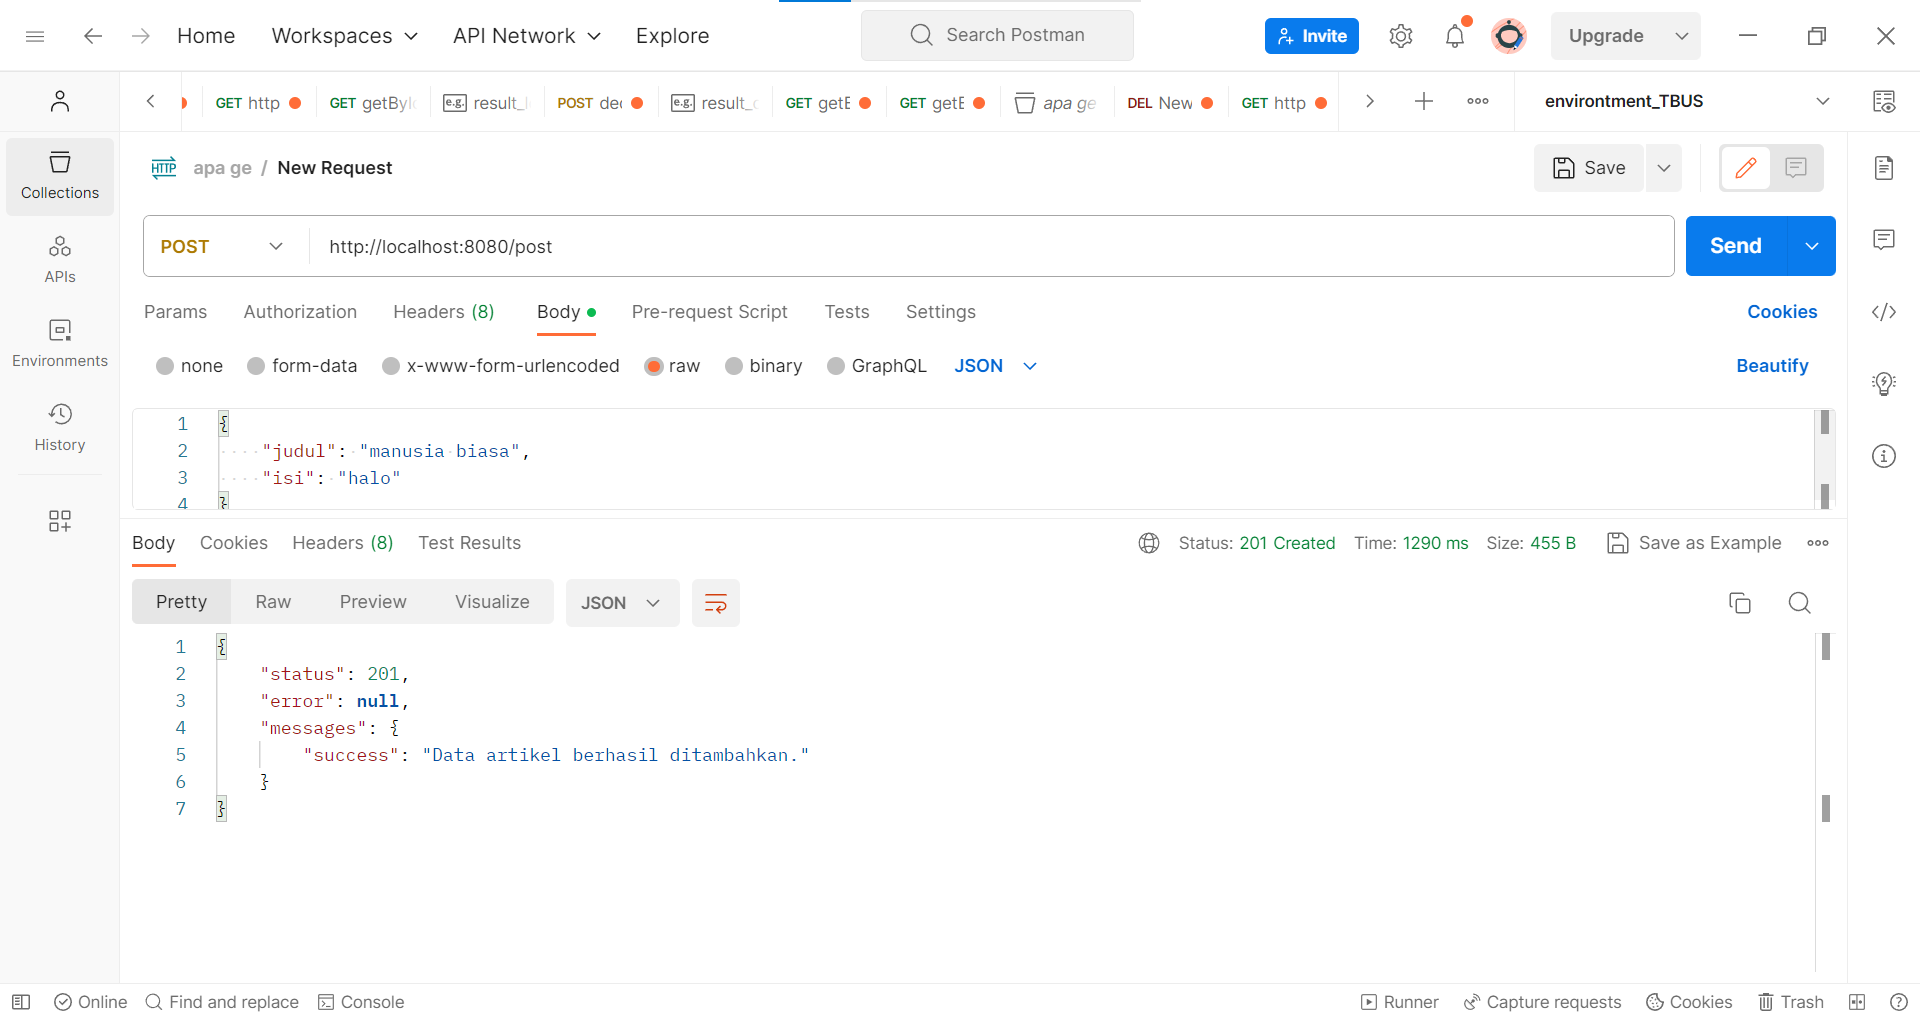 Home Workspaces API Network Explore Search Postman Invite Upgrade
GET http GET getByI e.g. result_ POST de e.g. result_ GET getE GET getE apa ge DEL New GET http environtment_TBUS
HTTP apa ge / New Request Save
Collections
POST http://localhost:8080/post Send
APIs
Params Authorization Headers (8) Body Pre-request Script Tests Settings Cookies
Environments
none form-data x-www-form-urlencoded raw binary GraphQL JSON Beautify
History
1 {
2 "judul": "manusia biasa",
3 "isi": "halo"
4 }
Body Cookies Headers (8) Test Results Status: 201 Created Time: 1290 ms Size: 455 B Save as Example
Pretty Raw Preview Visualize JSON
1 {
2 "status": 201,
3 "error": null,
4 "messages": {
5 "success": "Data artikel berhasil ditambahkan."
6 }
7 }
Online Find and replace Console Runner Capture requests Cookies Trash